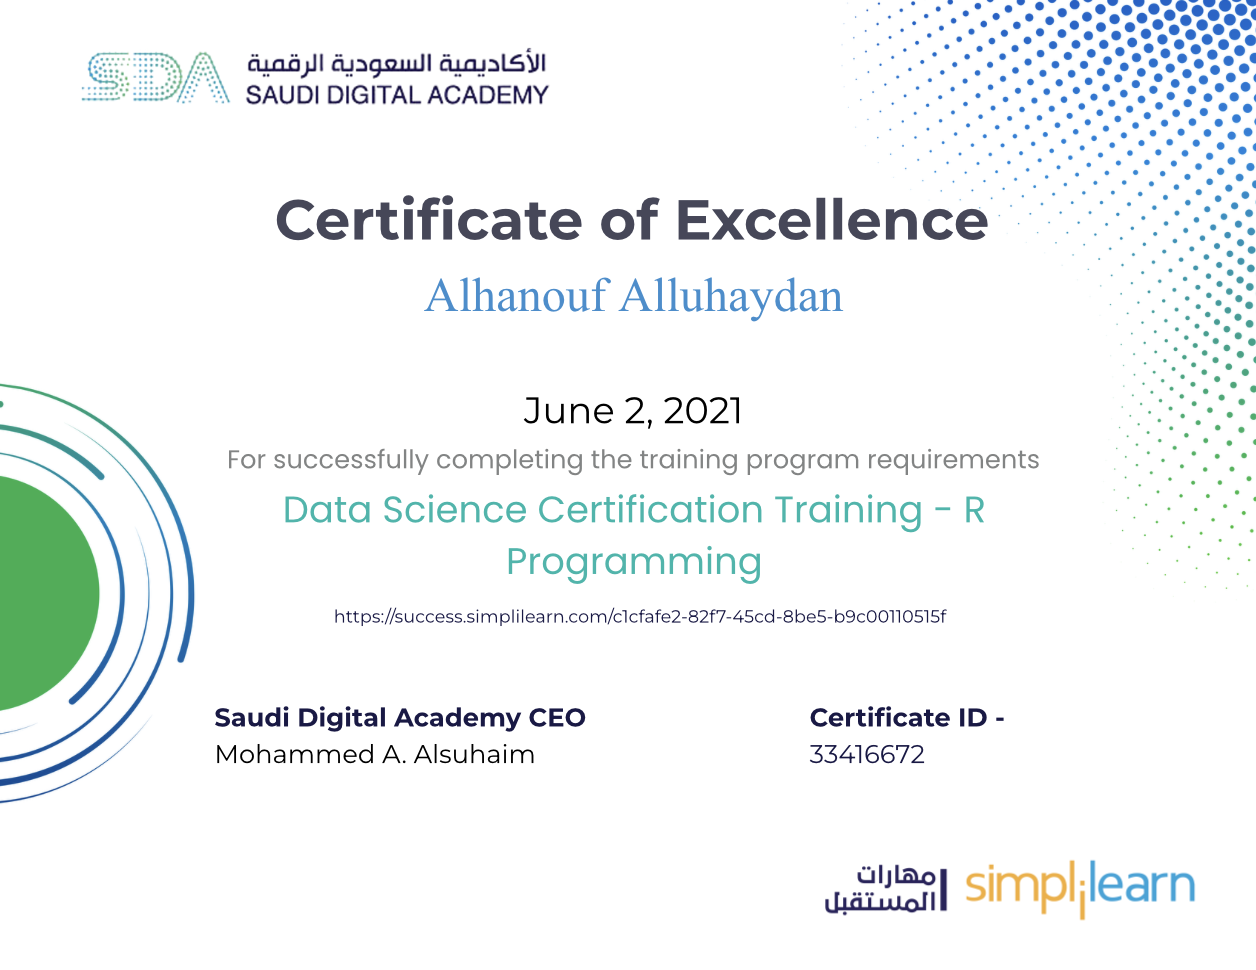 SDA
الأكاديمية السعودية الرقمية
SAUDI DIGITAL ACADEMY
Certificate of Excellence
Alhanouf Alluhaydan
June 2, 2021
For successfully completing the training program requirements
Data Science Certification Training - R
Programming
https://success.simplilearn.com/c1cfafe2-82f7-45cd-8be5-b9c00110515f
Saudi Digital Academy CEO
Mohammed A. Alsuhaim
Certificate ID -
33416672
مهارات
المستقبل
simplilearn